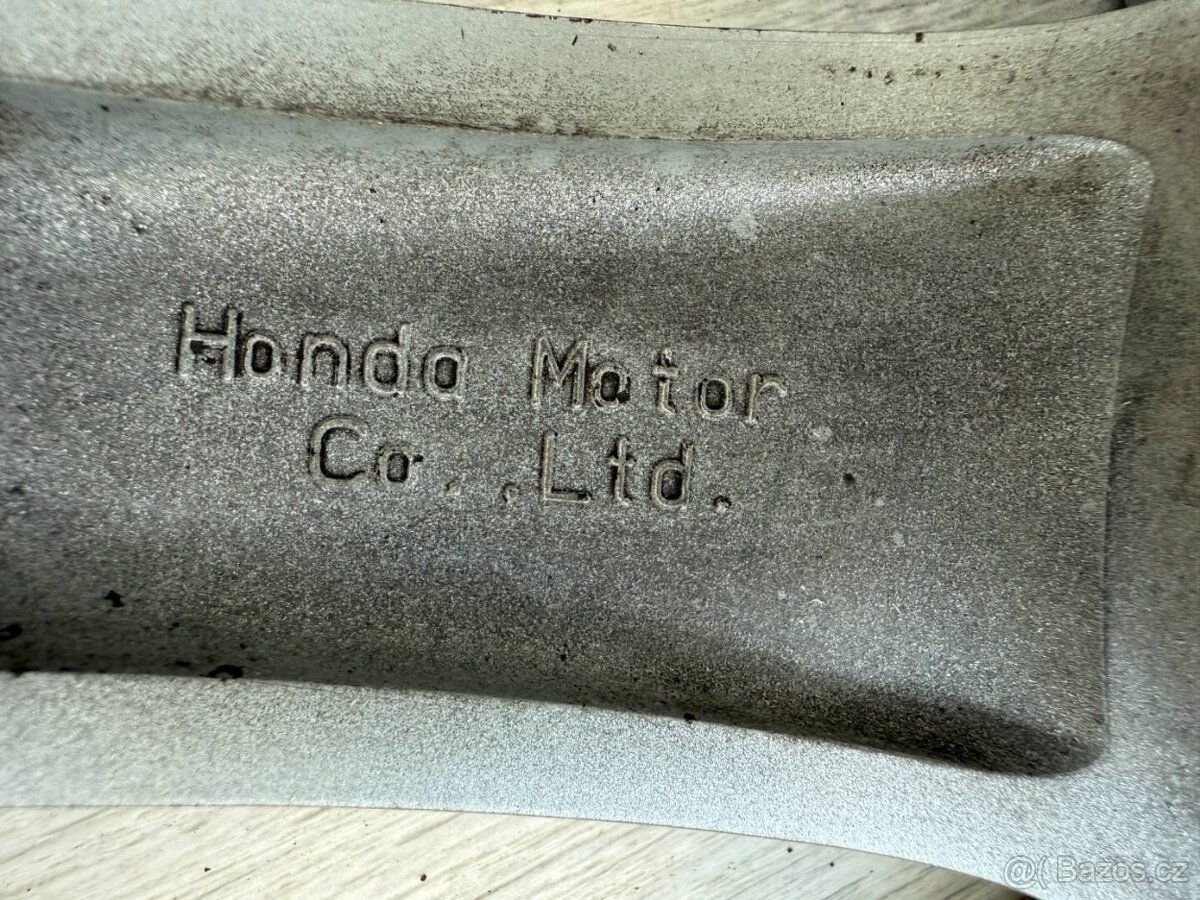 Honda Motor
Co.,Ltd.
@( Bazos.cz